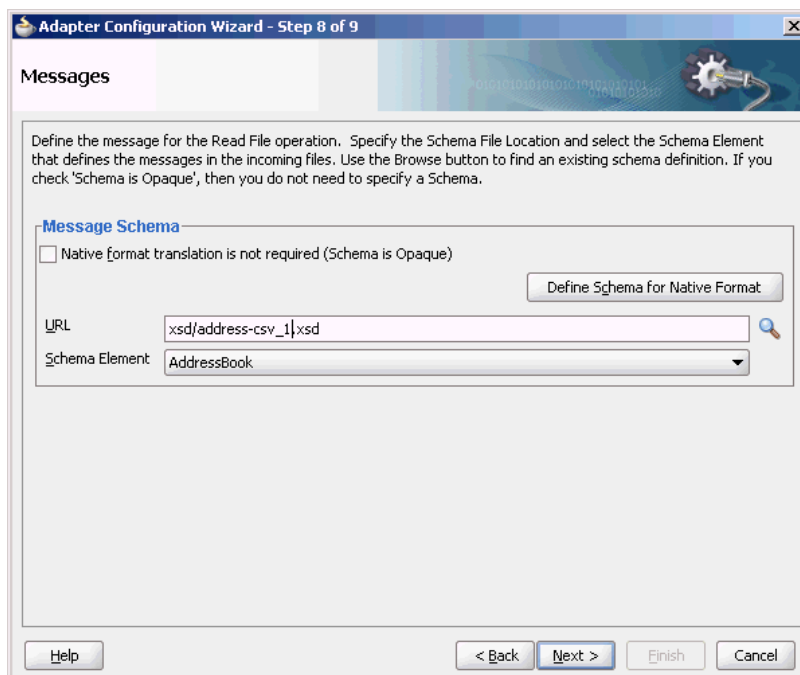 Adapter Configuration Wizard - Step 8 of 9
Messages
Define the message for the Read File operation.  Specify the Schema File Location and select the Schema Element
that defines the messages in the incoming files. Use the Browse button to find an existing schema definition. If you
check 'Schema is Opaque', then you do not need to specify a Schema.
Message Schema
Native format translation is not required (Schema is Opaque)
Define Schema for Native Format
URL
xsd/address-csv_1.xsd
Schema Element
AddressBook
Help
< Back
Next >
Finish
Cancel